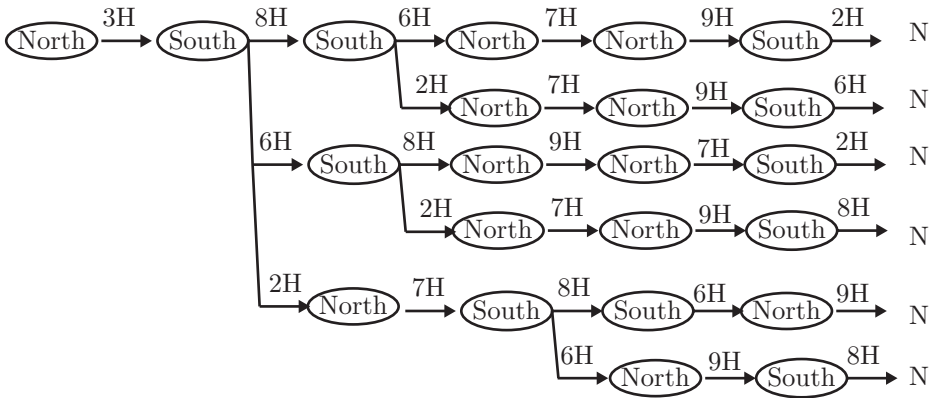 3H 8H 6H 7H 9H 2H
North South South North North South N
2H 7H 9H 6H
North North South N
6H 8H 9H 7H 2H
South North North South N
2H 7H 9H 8H
North North South N
2H 7H 8H 6H 9H
North South South North N
6H 9H 8H
North South N